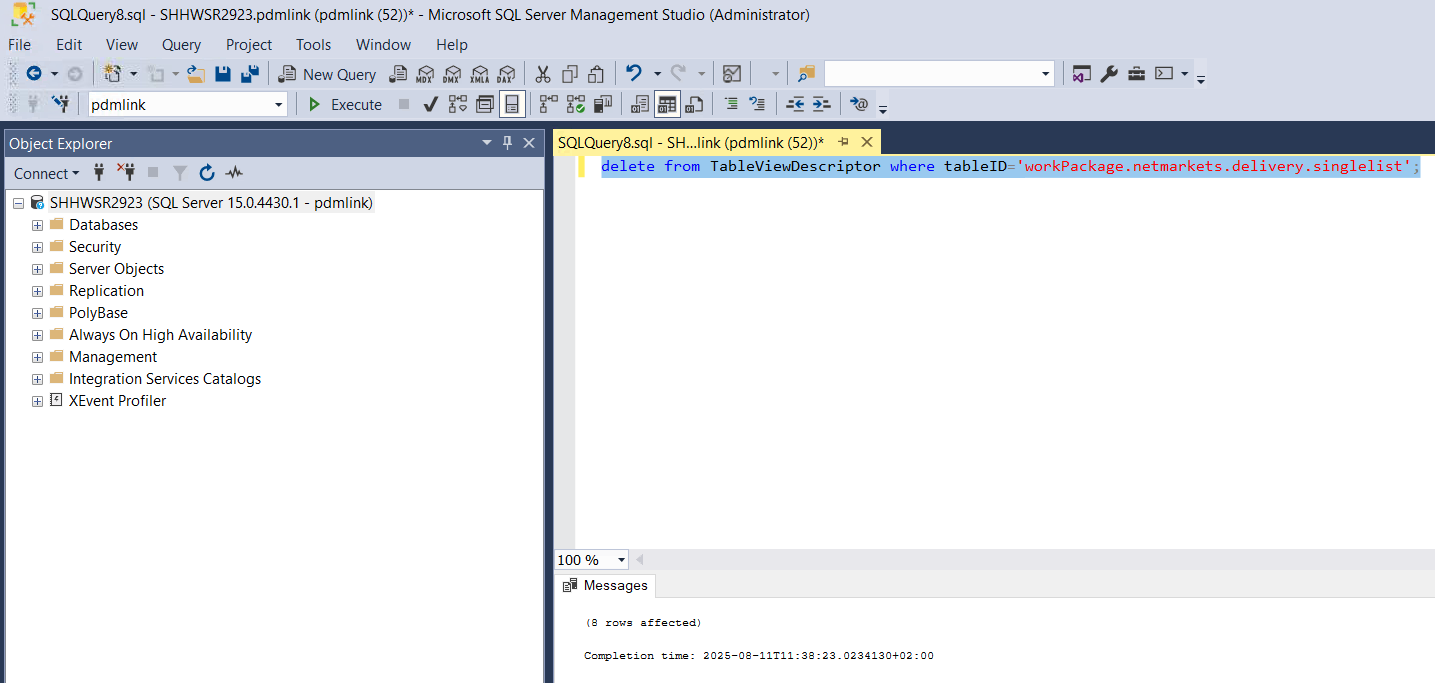 SQLQuery8.sql - SHHWSR2923.pdmlink (pdmlink (52))* - Microsoft SQL Server Management Studio (Administrator)
File Edit View Query Project Tools Window Help
New Query MDX DMX XMLA DAX
pdmlink Execute
Object Explorer
SQLQuery8.sql - SH...link (pdmlink (52))*
Connect
delete from TableViewDescriptor where tableID='workPackage.netmarkets.delivery.singlelist';
SHHWSR2923 (SQL Server 15.0.4430.1 - pdmlink)
Databases
Security
Server Objects
Replication
PolyBase
Always On High Availability
Management
Integration Services Catalogs
XEvent Profiler
100 %
Messages
(8 rows affected)
Completion time: 2025-08-11T11:38:23.0234130+02:00